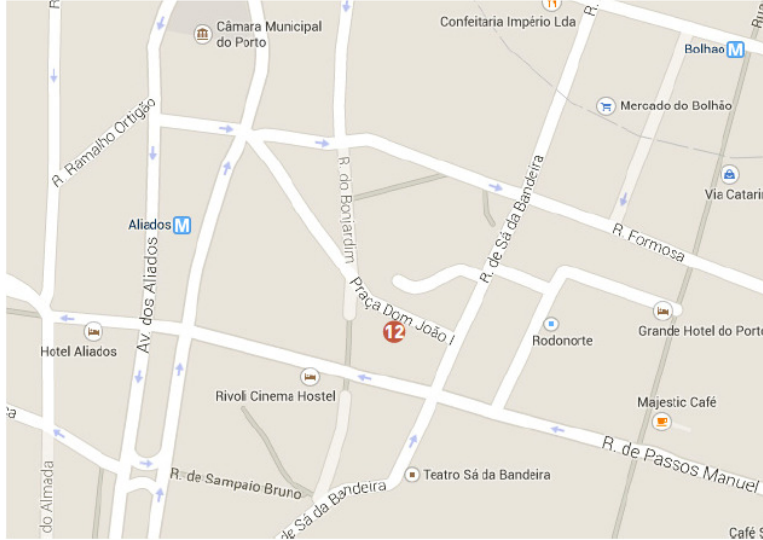 Câmara Municipal
do Porto
Confeitaria Império Lda
R.
Rua
Bolhao M
R. Ramalho Ortigão
Mercado do Bolhão
R. do Bonjardim
R. de Sá da Bandeira
Via Catari
Aliados M
Av. dos Aliados
R. Formosa
Praça Dom João I
12
Hotel Aliados
Rodonorte
Grande Hotel do Porto
Rivoli Cinema Hostel
Majestic Café
R. de Passos Manuel
do Almada
R. de Sampaio Bruno
de Sá da Bandeira
Teatro Sá da Bandeira
Café S